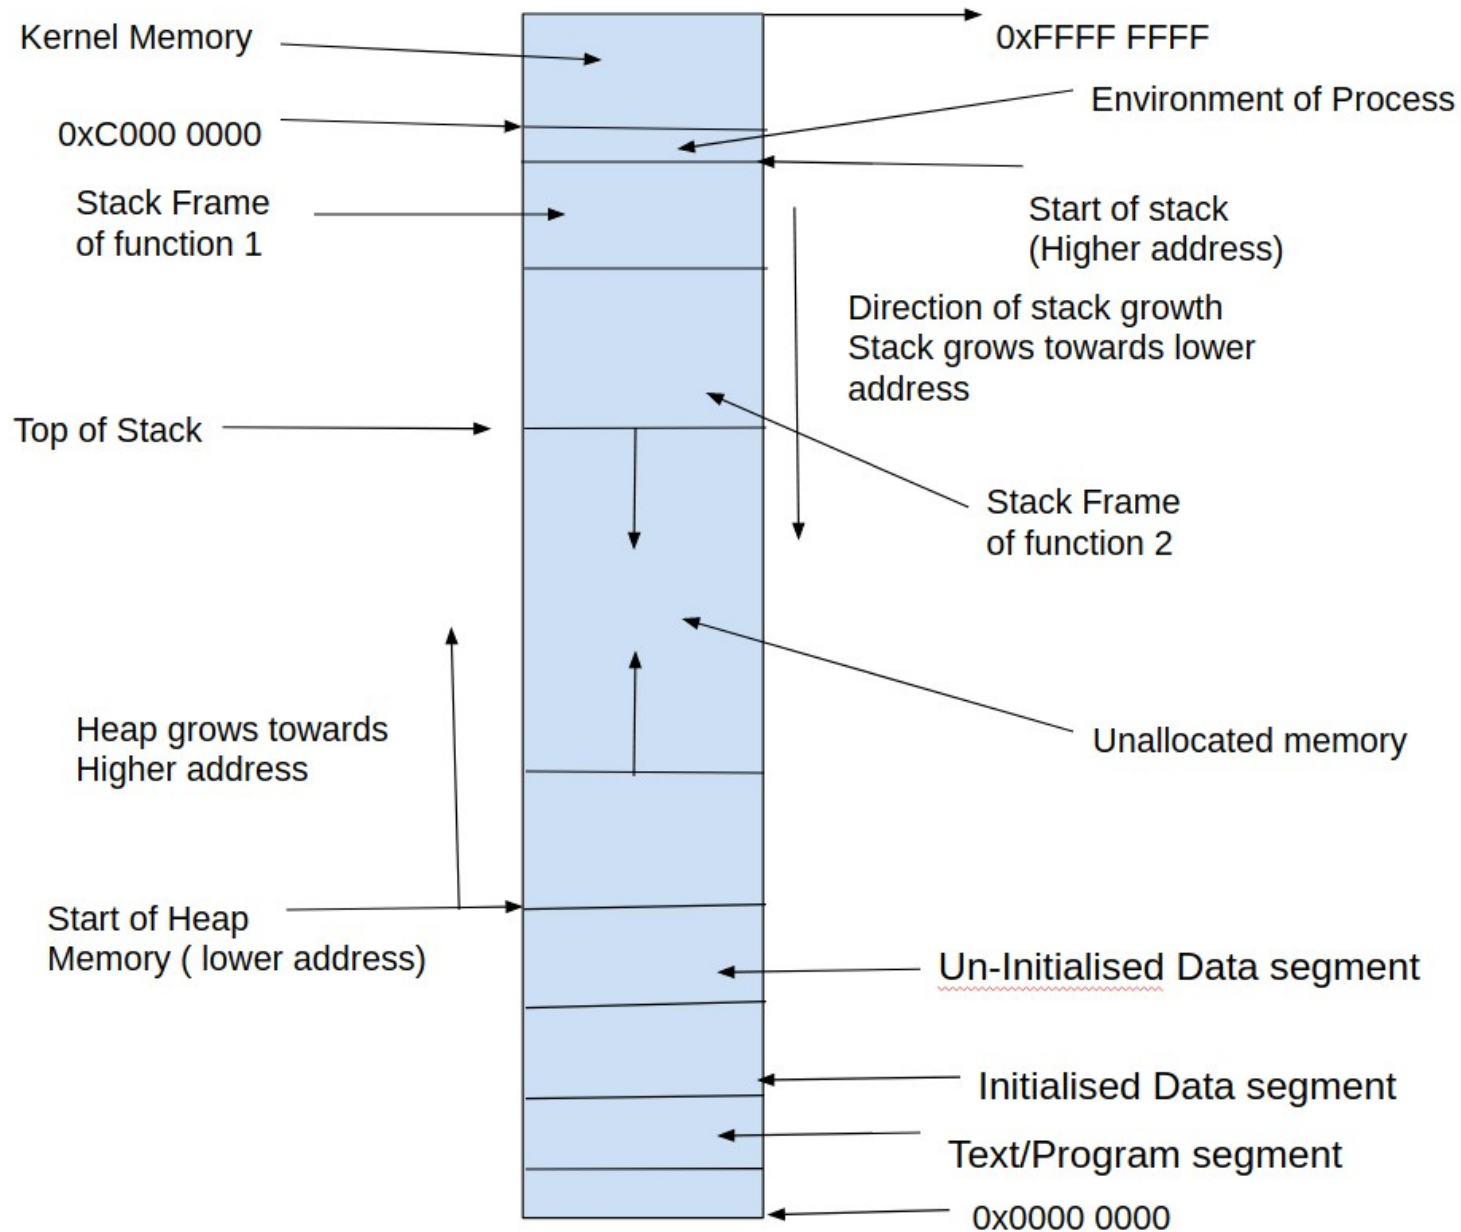 Kernel Memory
0xFFFF FFFF
Environment of Process
0xC000 0000
Stack Frame
of function 1
Start of stack
(Higher address)
Direction of stack growth
Stack grows towards lower
address
Top of Stack
Stack Frame
of function 2
Heap grows towards
Higher address
Unallocated memory
Start of Heap
Memory ( lower address)
Un-Initialised Data segment
Initialised Data segment
Text/Program segment
0x0000 0000